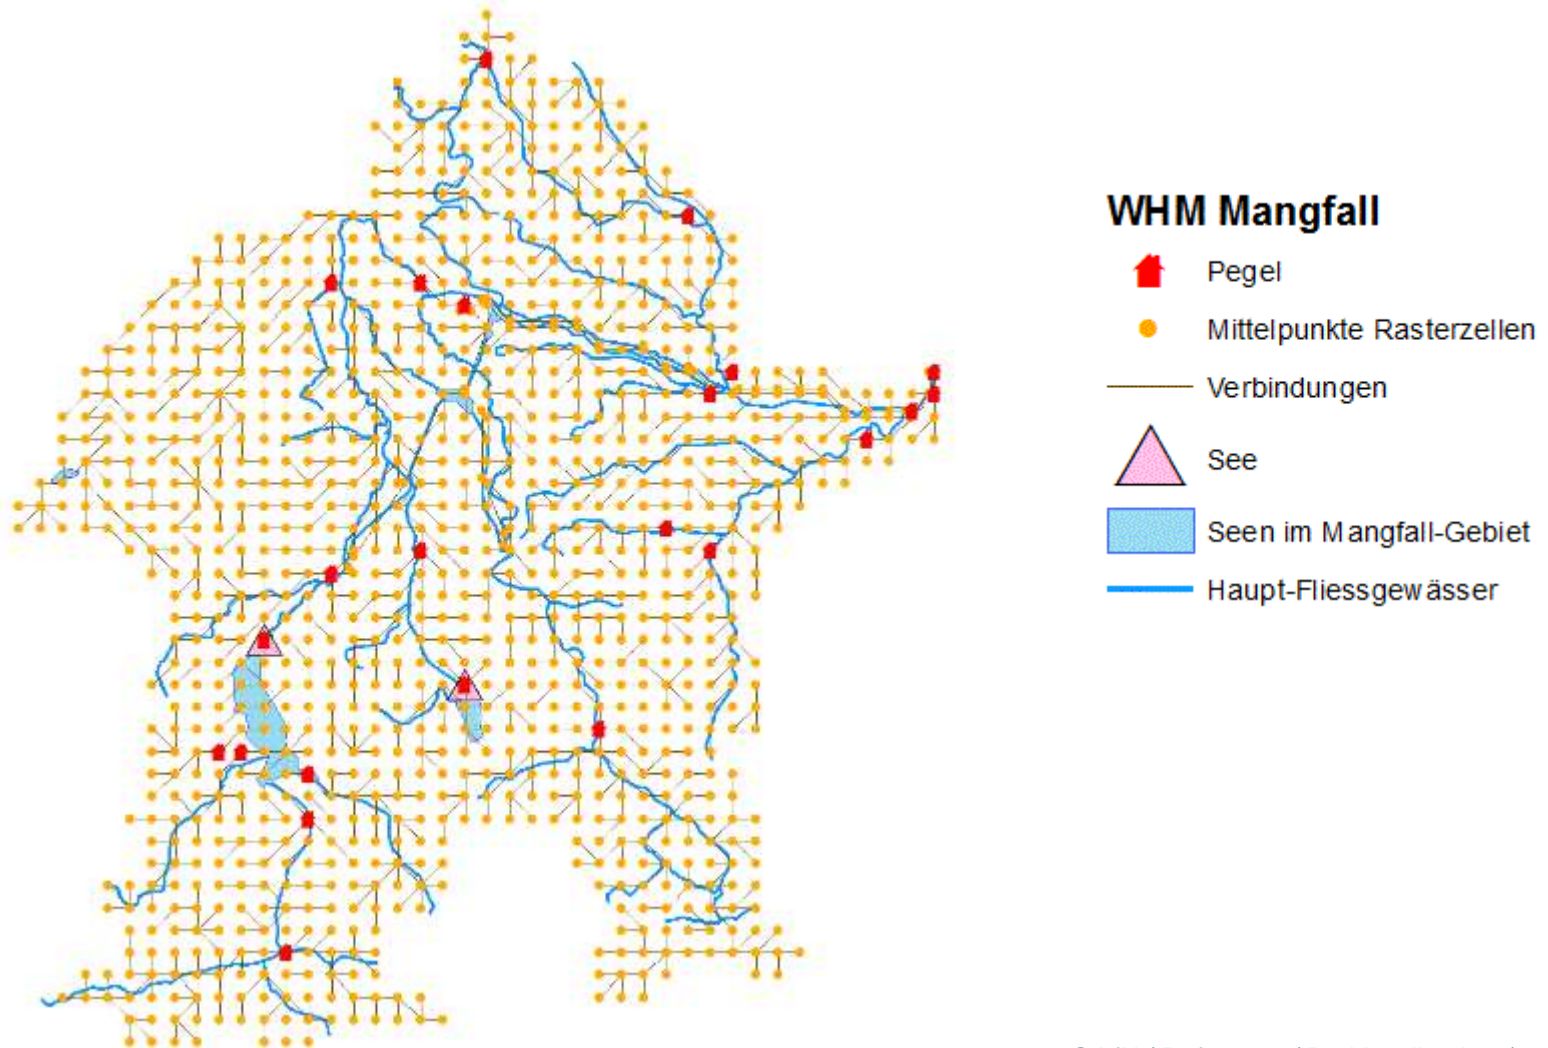 WHM Mangfall
Pegel
Mittelpunkte Rasterzellen
Verbindungen
See
Seen im Mangfall-Gebiet
Haupt-Fliessgewässer